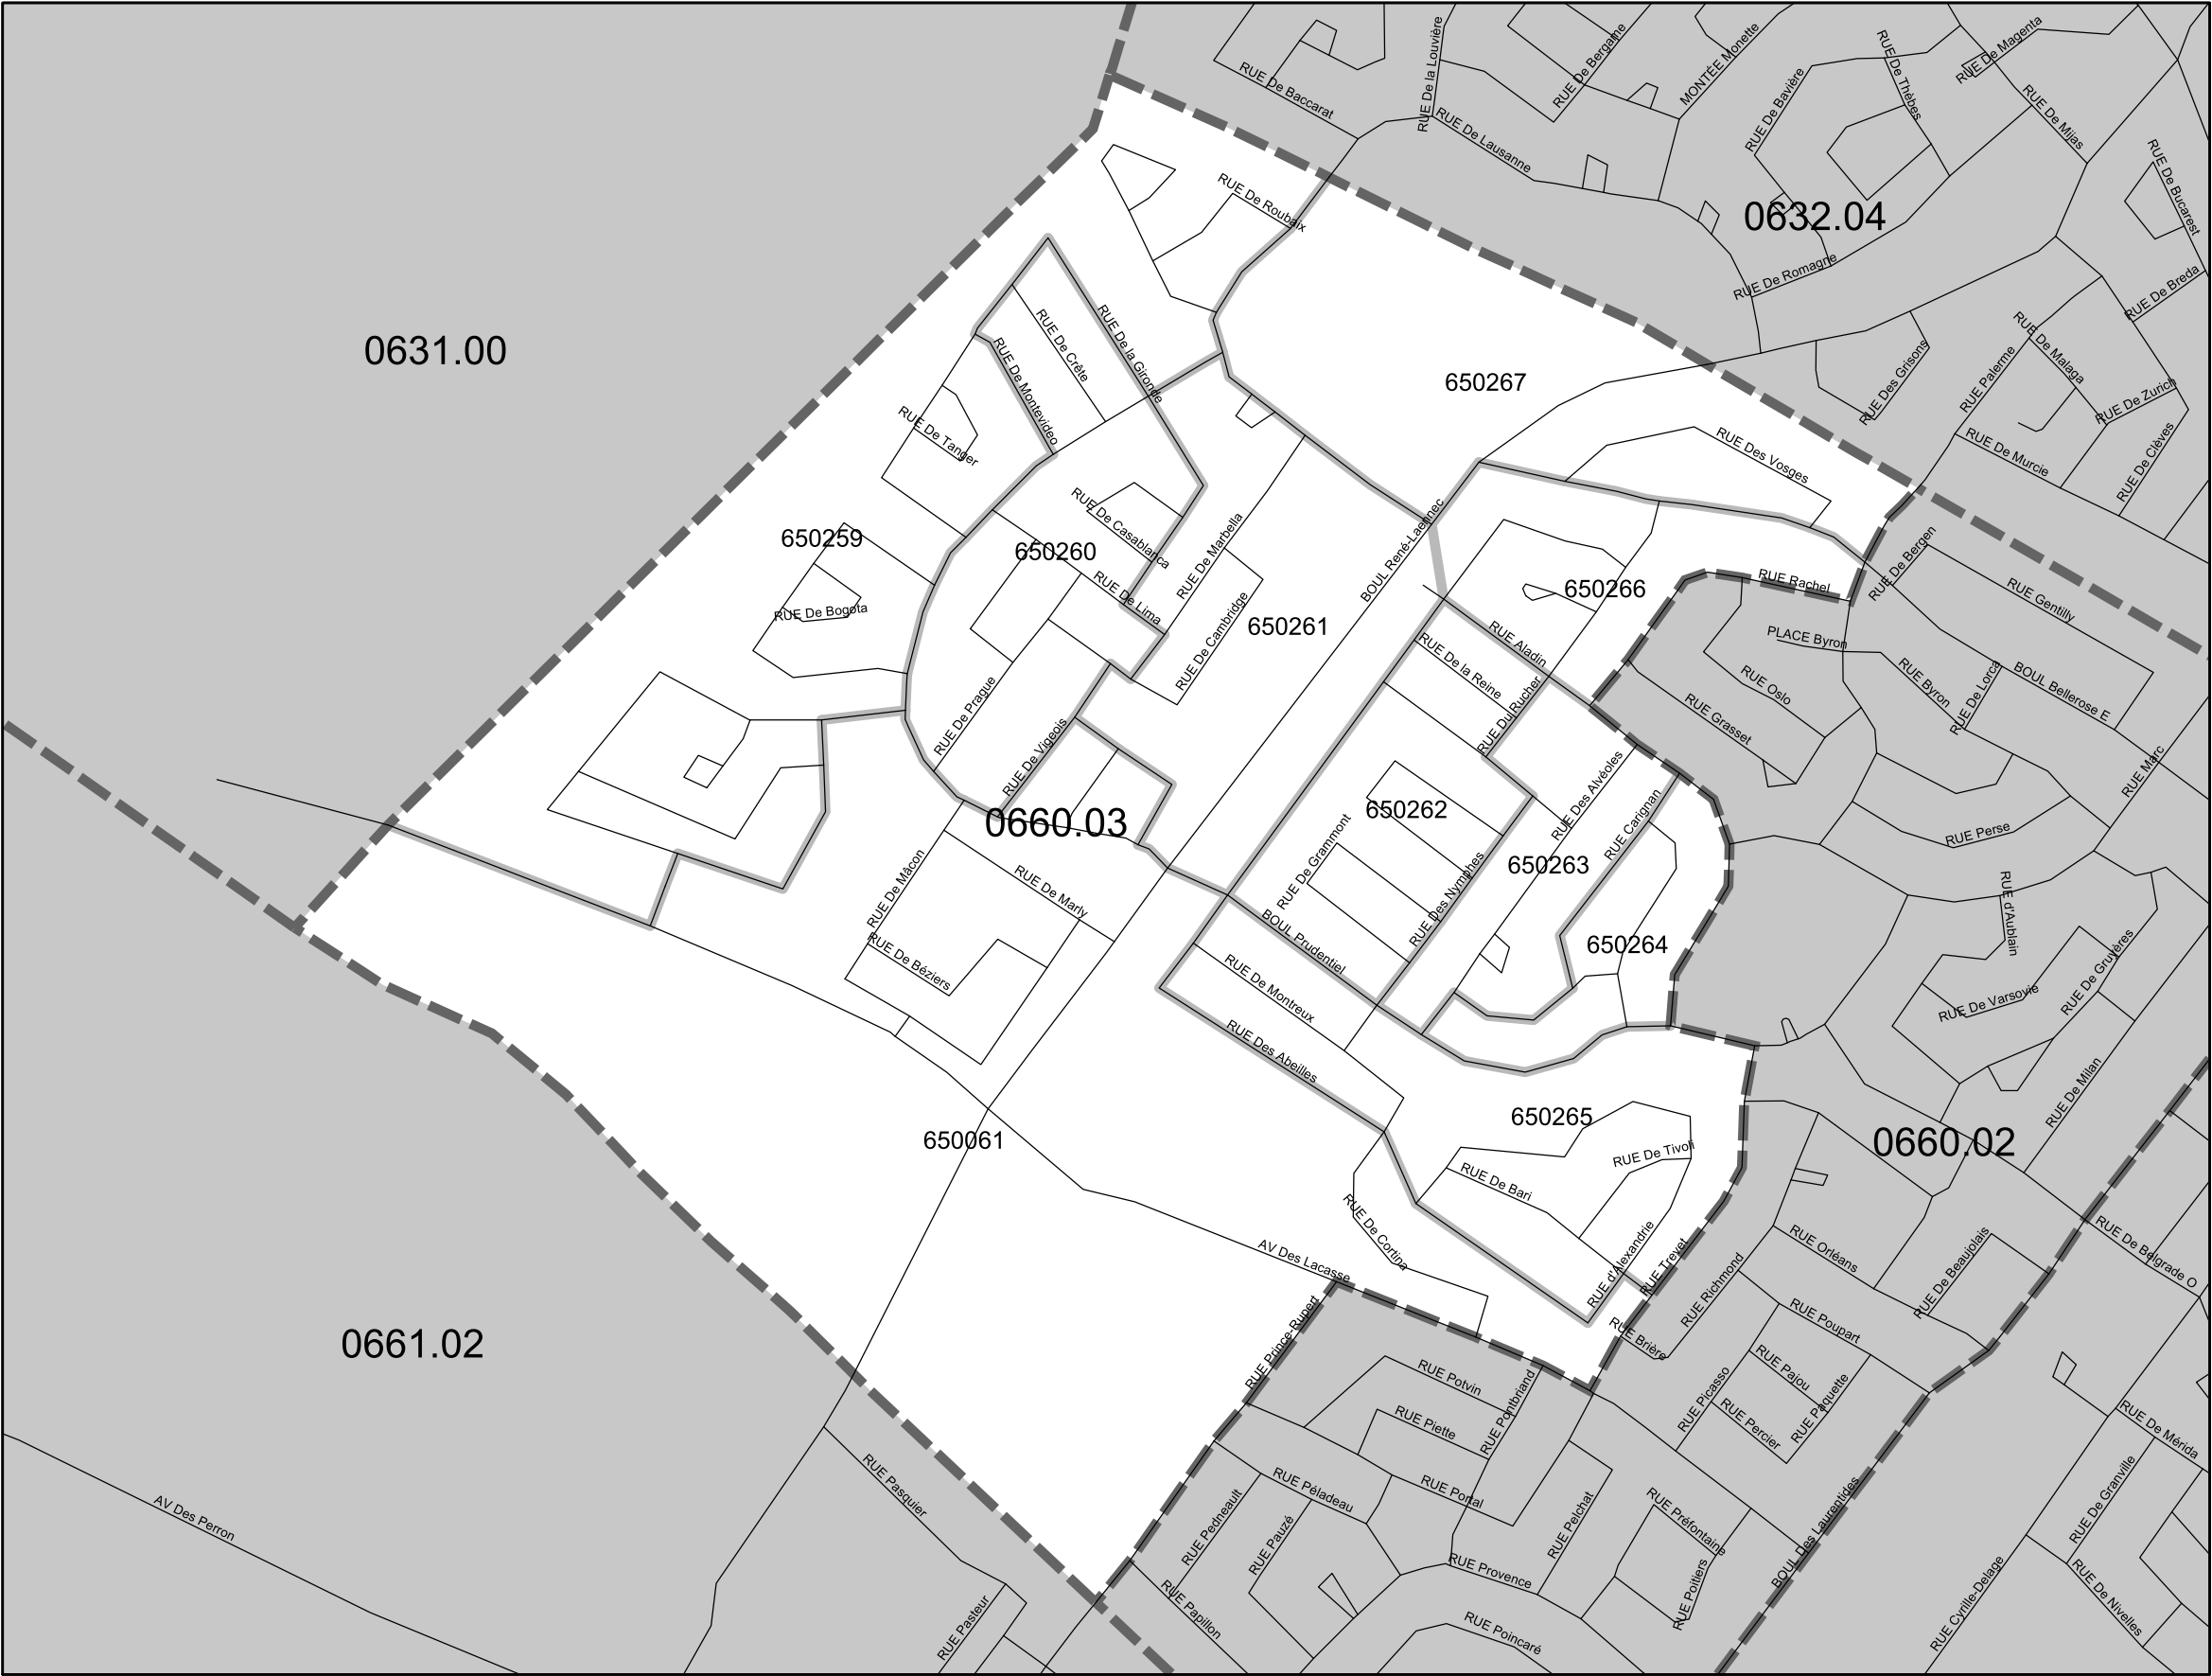 RUE De la Louvière
RUE De Bergame
MONTÉE Monette
RUE De Baccarat
RUE De Lausanne
RUE De Bavière
RUE De Thèbes
RUE De Magenta
RUE De Mijas
RUE De Bucarest
RUE De Breda
0632.04
RUE De Romagne
RUE De Roubaix
0631.00
RUE De la Gironde
RUE De Crête
RUE De Montevideo
RUE De Tanger
650267
RUE Des Grisons
RUE Palerme
RUE De Malaga
RUE De Zurich
RUE De Murcie
RUE De Clèves
RUE Des Vosges
650259
650260
RUE De Casablanca
RUE De Marbella
RUE De Lima
RUE De Cambridge
650261
BOUL René-Laennec
650266
RUE Rachel
RUE De Bergen
RUE Gentilly
RUE De Bogota
RUE Aladin
RUE De la Reine
RUE Du Rucher
PLACE Byron
RUE Oslo
RUE Byron
RUE De Lorca
BOUL Bellerose E
RUE Grasset
RUE Marc
RUE De Prague
RUE De Vigeois
0660.03
650262
RUE Des Alvéoles
RUE Carignan
650263
RUE De Grammont
RUE Des Nymphes
RUE Perse
RUE De Mâcon
RUE De Marly
RUE De Béziers
BOUL Prudentiel
650264
RUE d'Aublain
RUE De Gruyères
RUE De Varsovie
RUE De Montreux
RUE Des Abeilles
RUE De Milan
650061
650265
0660.02
RUE De Tivoli
RUE De Bari
RUE De Cortina
AV Des Lacasse
RUE d'Alexandrie
RUE Trevet
RUE Richmond
RUE Orléans
RUE De Beaujolais
RUE De Belgrade O
0661.02
RUE Prince-Rupert
RUE Brière
RUE Poupart
RUE Potvin
RUE Pontbriand
RUE Picasso
RUE Pajou
RUE Paquette
RUE Piette
RUE Percier
RUE De Mérida
RUE Pasquier
AV Des Perron
RUE Péladeau
RUE Portal
RUE Pedneault
RUE Pauzé
RUE Pelchat
RUE Préfontaine
BOUL Des Laurentides
RUE De Granville
RUE Provence
RUE Poitiers
RUE Papillon
RUE Pasteur
RUE Poincaré
RUE Cyrille-Delage
RUE De Nivelles